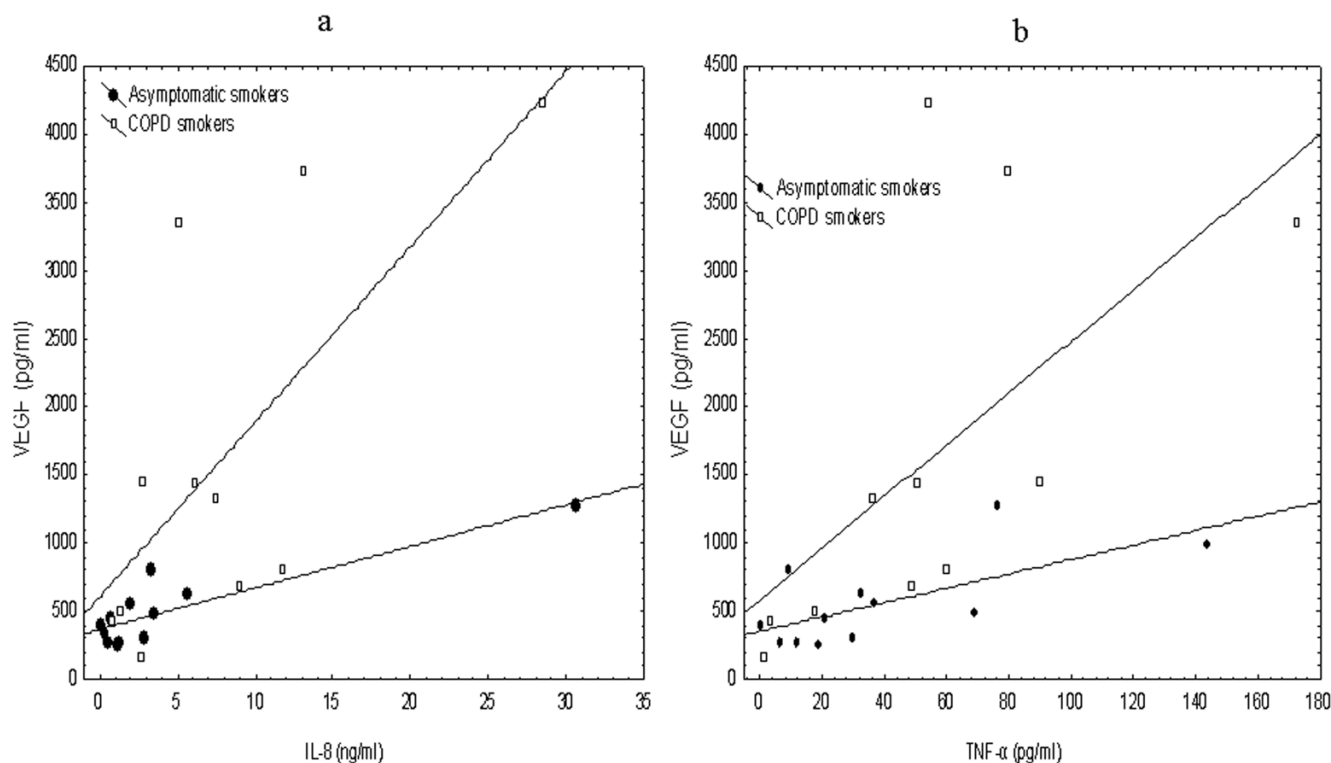 a
4500
4000
3500
3000
2500
2000
1500
1000
500
0
VEGF (pg/ml)
Asymptomatic smokers
COPD smokers
0 5 10 15 20 25 30 35
IL-8 (ng/ml)
b
4500
4000
3500
3000
2500
2000
1500
1000
500
0
VEGF (pg/ml)
Asymptomatic smokers
COPD smokers
0 20 40 60 80 100 120 140 160 180
TNF-α (pg/ml)